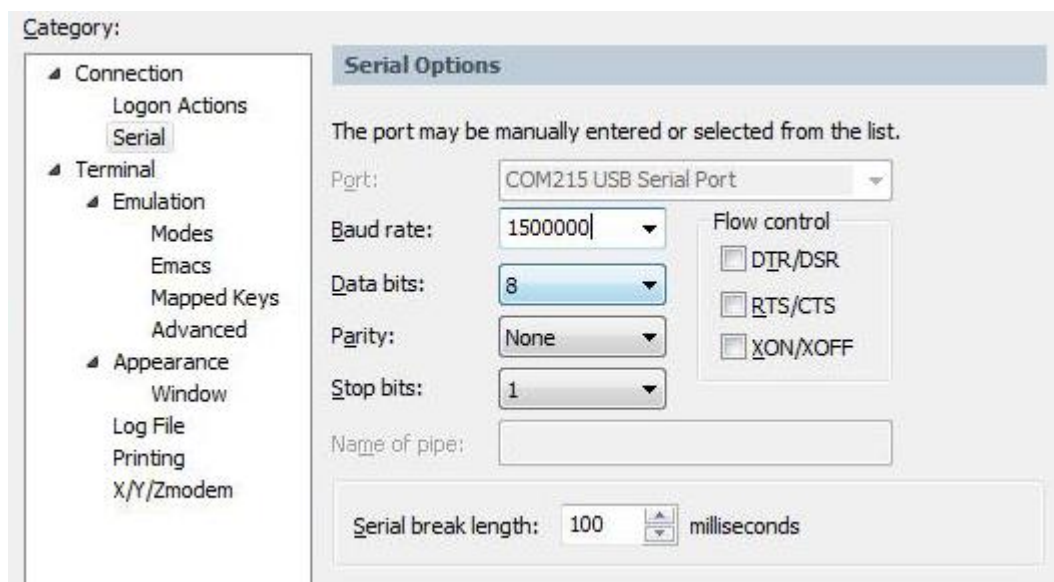 Category:
Connection
Logon Actions
Serial
Terminal
Emulation
Modes
Emacs
Mapped Keys
Advanced
Appearance
Window
Log File
Printing
X/Y/Zmodem
Serial Options
The port may be manually entered or selected from the list.
Port: COM215 USB Serial Port
Baud rate: 1500000
Data bits: 8
Parity: None
Stop bits: 1
Flow control
DTR/DSR
RTS/CTS
XON/XOFF
Name of pipe:
Serial break length: 100 milliseconds